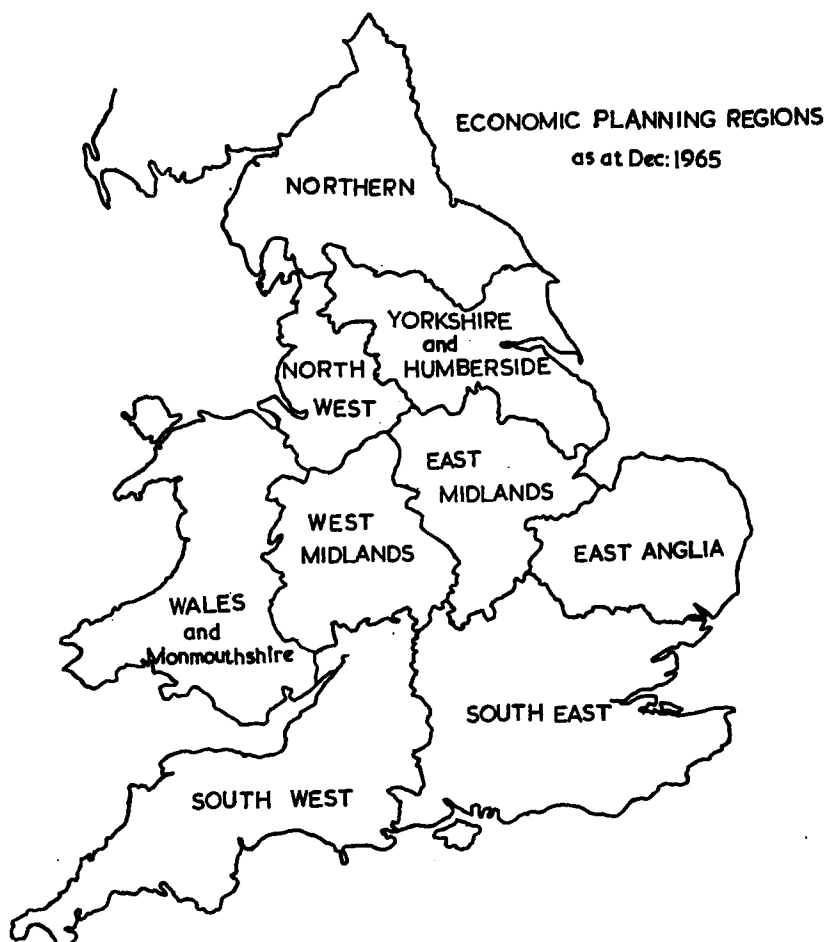 ECONOMIC PLANNING REGIONS
as at Dec: 1965
NORTHERN
YORKSHIRE
and
HUMBERSIDE
NORTH
WEST
EAST
MIDLANDS
WEST
MIDLANDS
EAST ANGLIA
WALES
and
Monmouthshire
SOUTH EAST
SOUTH WEST